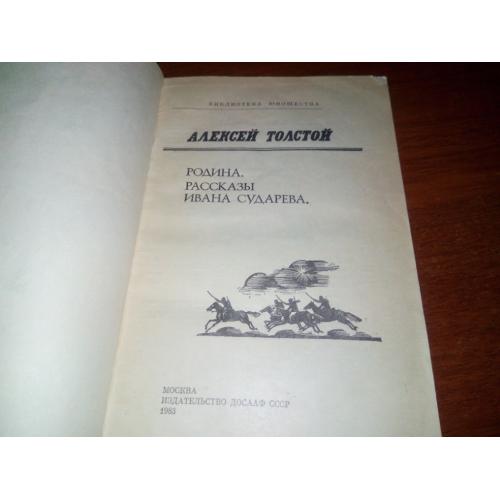 БИБЛИОТЕКА ЮНОШЕСТВА
АЛЕКСЕЙ ТОЛСТОЙ
РОДИНА.
РАССКАЗЫ
ИВАНА СУДАРЕВА.
МОСКВА
ИЗДАТЕЛЬСТВО ДОСААФ СССР
1983